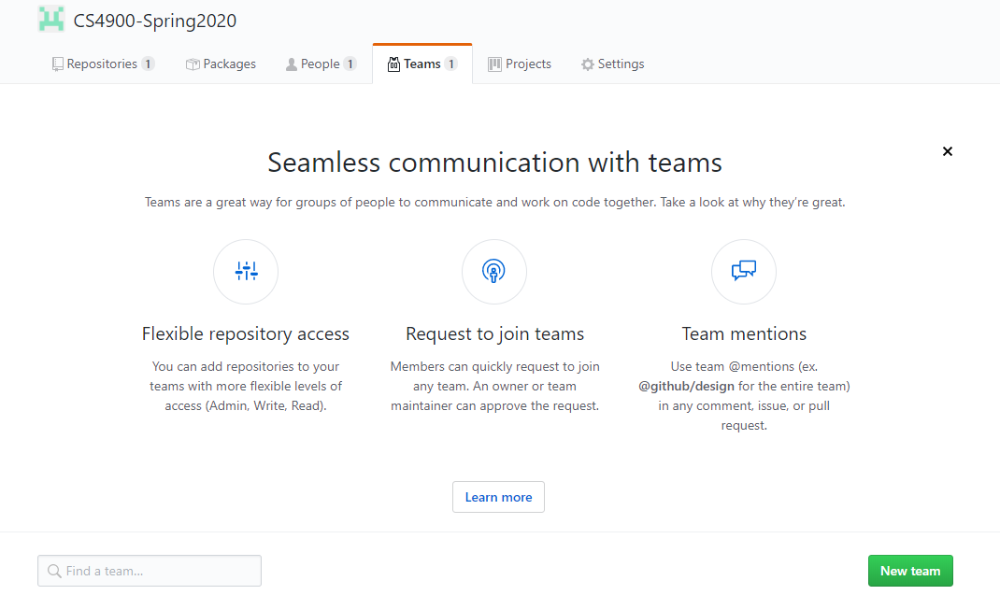 CS4900-Spring2020
Repositories 1 Packages People 1 Teams 1 Projects Settings
Seamless communication with teams
Teams are a great way for groups of people to communicate and work on code together. Take a look at why they’re great.
Flexible repository access
You can add repositories to your
teams with more flexible levels of
access (Admin, Write, Read).
Request to join teams
Members can quickly request to join
any team. An owner or team
maintainer can approve the request.
Team mentions
Use team @mentions (ex.
@github/design for the entire team)
in any comment, issue, or pull
request.
Learn more
Find a team...
New team